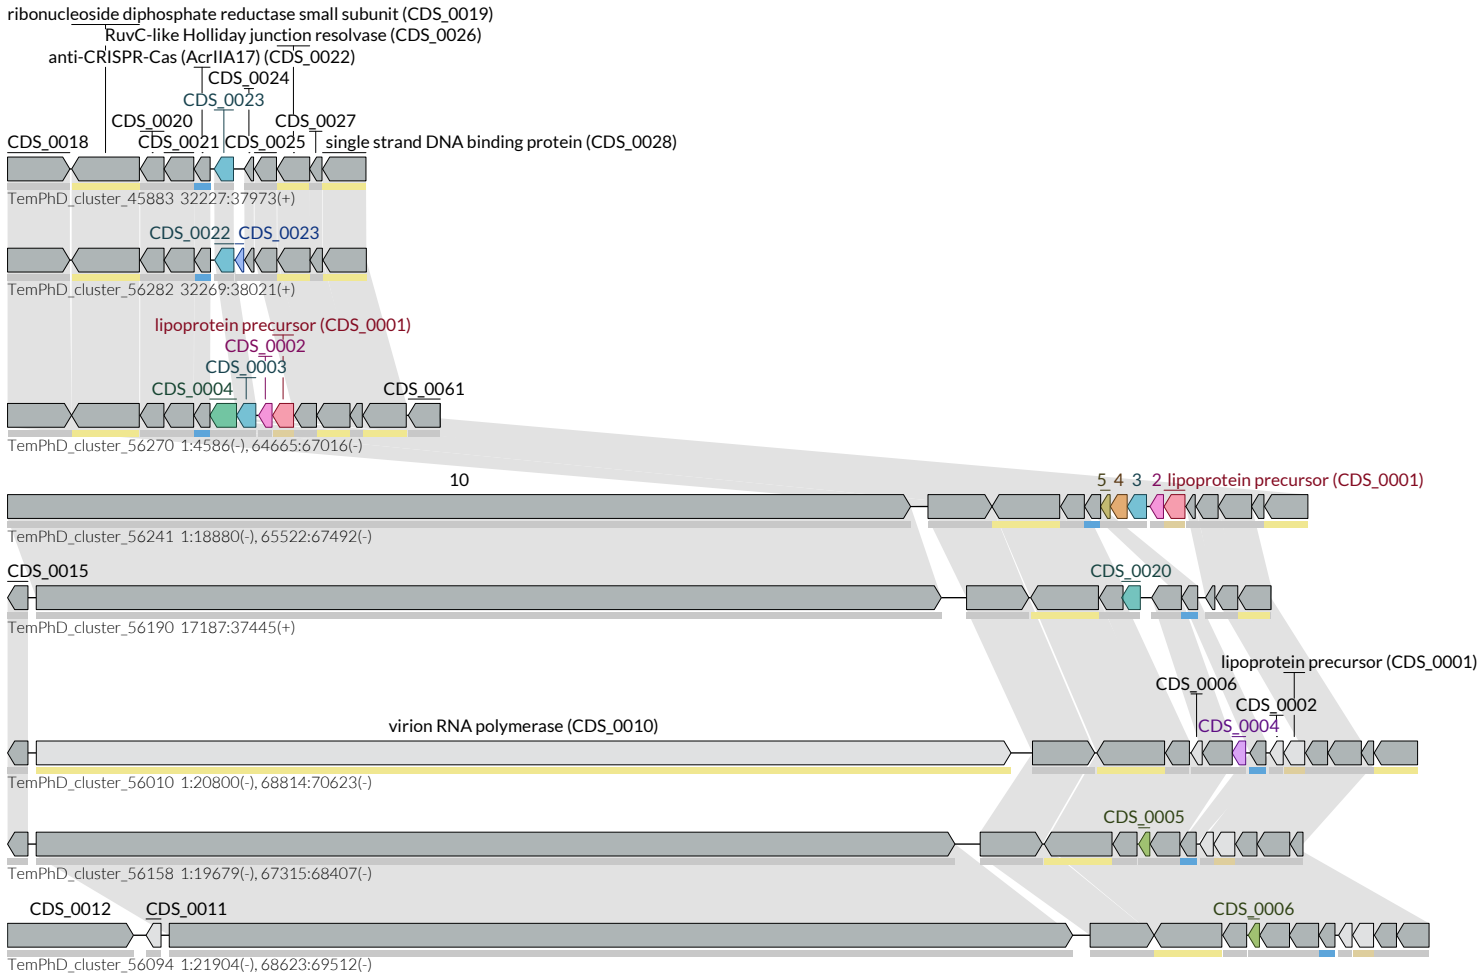 ribonucleoside diphosphate reductase small subunit (CDS_0019)
RuvC-like Holliday junction resolvase (CDS_0026)
anti-CRISPR-Cas (AcrIIA17) (CDS_0022)
CDS_0024
CDS_0023
CDS_0020 CDS_0027
CDS_0018 CDS_0021 CDS_0025 single strand DNA binding protein (CDS_0028)
TemPhD_cluster_45883 32227:37973(+)
CDS_0022 CDS_0023
TemPhD_cluster_56282 32269:38021(+)
lipoprotein precursor (CDS_0001)
CDS_0002
CDS_0003
CDS_0004 CDS_0061
TemPhD_cluster_56270 1:4586(-), 64665:67016(-)
10 5 4 3 2 lipoprotein precursor (CDS_0001)
TemPhD_cluster_56241 1:18880(-), 65522:67492(-)
CDS_0015 CDS_0020
TemPhD_cluster_56190 17187:37445(+)
lipoprotein precursor (CDS_0001)
CDS_0006
CDS_0002
virion RNA polymerase (CDS_0010) CDS_0004
TemPhD_cluster_56010 1:20800(-), 68814:70623(-)
CDS_0005
TemPhD_cluster_56158 1:19679(-), 67315:68407(-)
CDS_0012 CDS_0011 CDS_0006
TemPhD_cluster_56094 1:21904(-), 68623:69512(-)